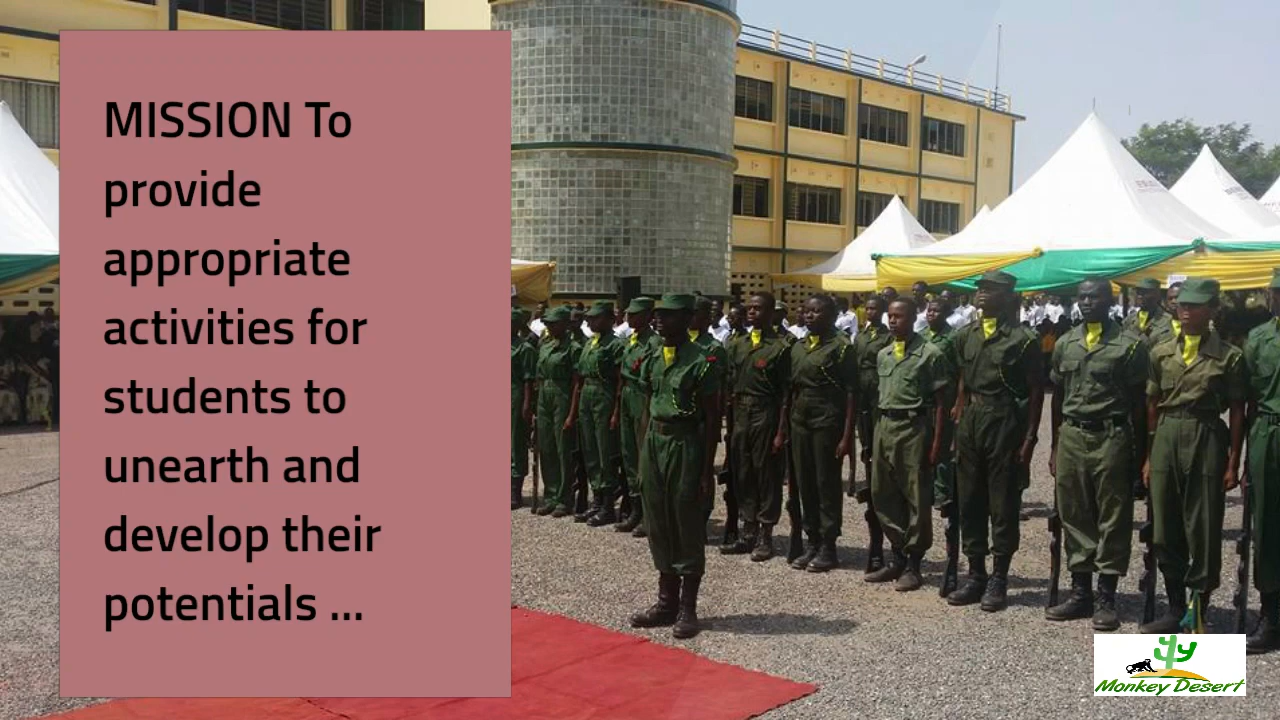 MISSION To
provide
appropriate
activities for
students to
unearth and
develop their
potentials ...
Monkey Desert